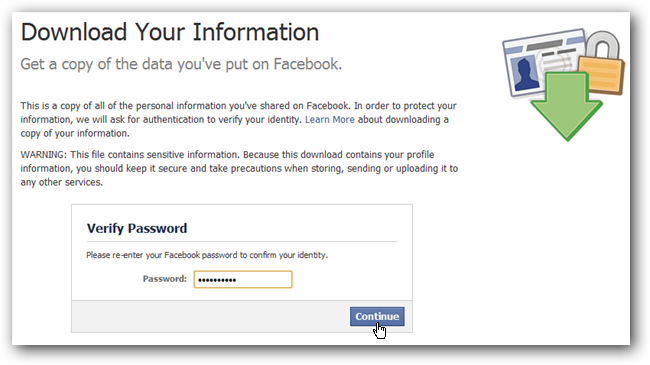 Download Your Information
Get a copy of the data you've put on Facebook.
This is a copy of all of the personal information you've shared on Facebook. In order to protect your
information, we will ask for authentication to verify your identity. Learn More about downloading a
copy of your information.
WARNING: This file contains sensitive information. Because this download contains your profile
information, you should keep it secure and take precautions when storing, sending or uploading it to
any other services.
Verify Password
Please re-enter your Facebook password to confirm your identity.
Password: ••••••••••
Continue